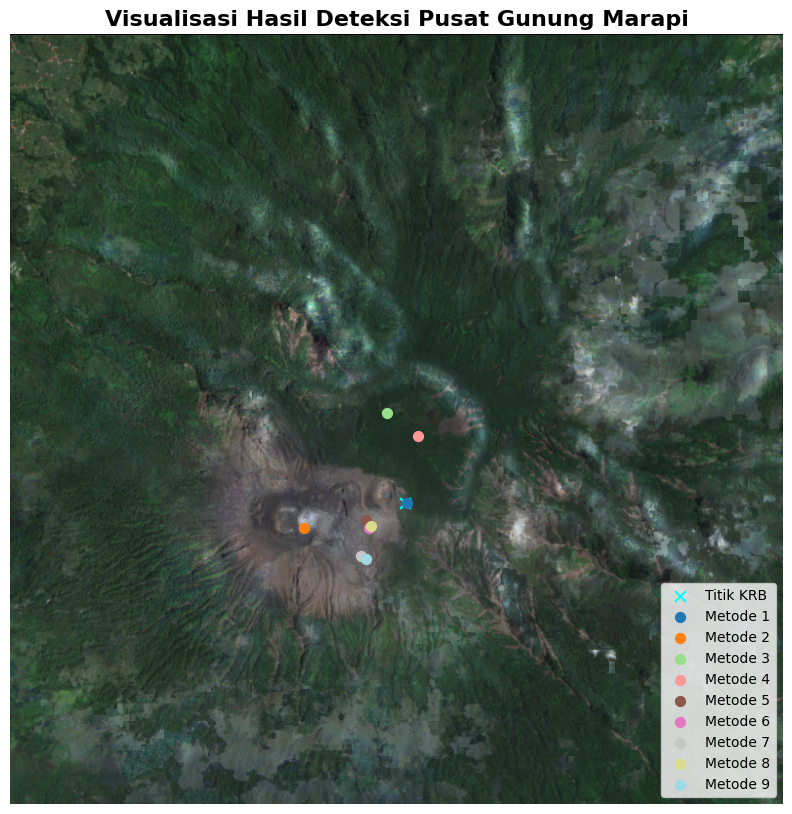 Visualisasi Hasil Deteksi Pusat Gunung Marapi
Titik KRB
Metode 1
Metode 2
Metode 3
Metode 4
Metode 5
Metode 6
Metode 7
Metode 8
Metode 9